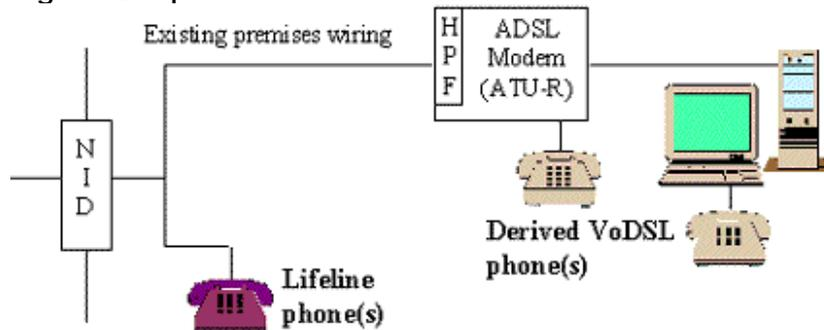 Existing premises wiring
H
P
F
ADSL
Modem
(ATU-R)
N
I
D
Derived VoDSL
phone(s)
Lifeline
phone(s)